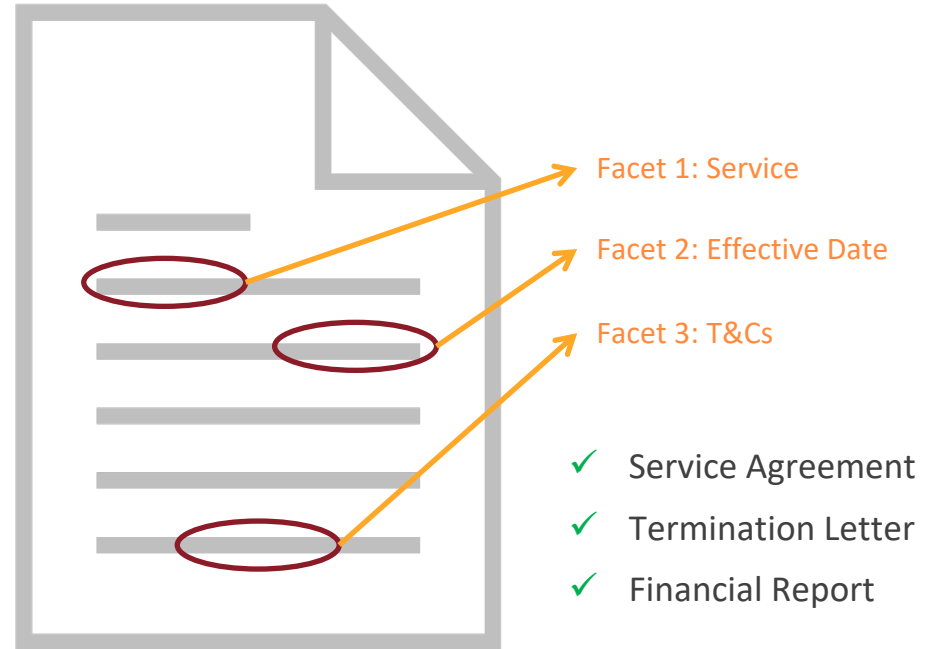 Facet 1: Service
Facet 2: Effective Date
Facet 3: T&Cs
Service Agreement
Termination Letter
Financial Report